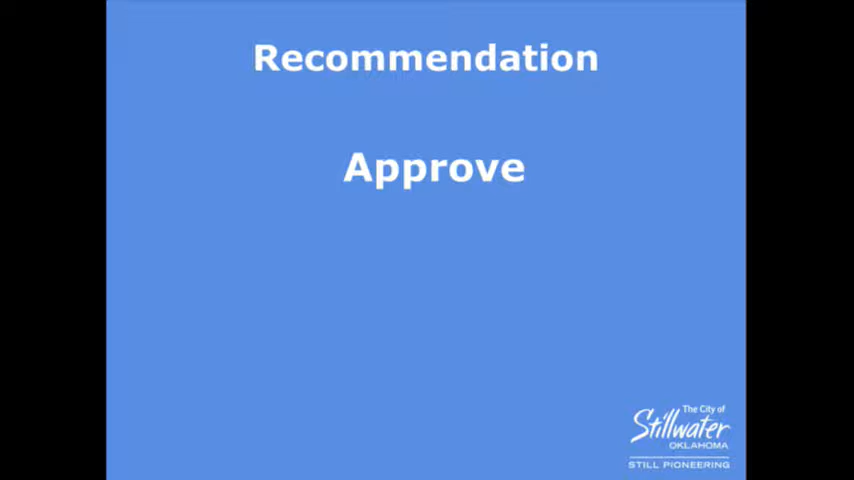 Recommendation
Approve
The City of
Stillwater
OKLAHOMA
STILL PIONEERING